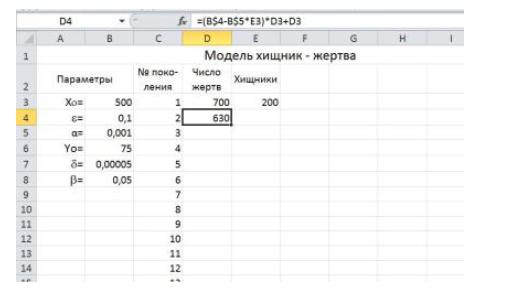 D4 fx =(B$4-B$5*E3)*D3+D3
A B C D E F G H I
1 Модель хищник - жертва
2 Параметры № поко-ления Число жертв Хищники
3 Xo= 500 1 700 200
4 ε= 0,1 2 630
5 α= 0,001 3
6 Yo= 75 4
7 δ= 0,00005 5
8 β= 0,05 6
9 7
10 8
11 9
12 10
13 11
14 12